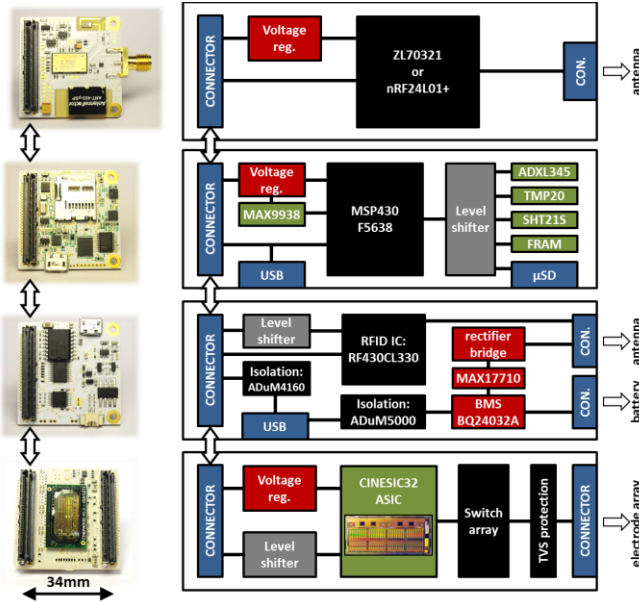 CONNECTOR
Voltage
reg.
ZL70321
or
nRF24L01+
CON.
antenna
CONNECTOR
Voltage
reg.
MAX9938
USB
MSP430
F5638
Level
shifter
ADXL345
TMP20
SHT21S
FRAM
µSD
CONNECTOR
Level
shifter
Isolation:
ADuM4160
USB
RFID IC:
RF430CL330
Isolation:
ADuM5000
rectifier
bridge
MAX17710
BMS
BQ24032A
CON.
CON.
antenna
battery
CONNECTOR
Voltage
reg.
Level
shifter
CINESIC32
ASIC
Switch
array
TVS protection
CONNECTOR
electrode array
34mm